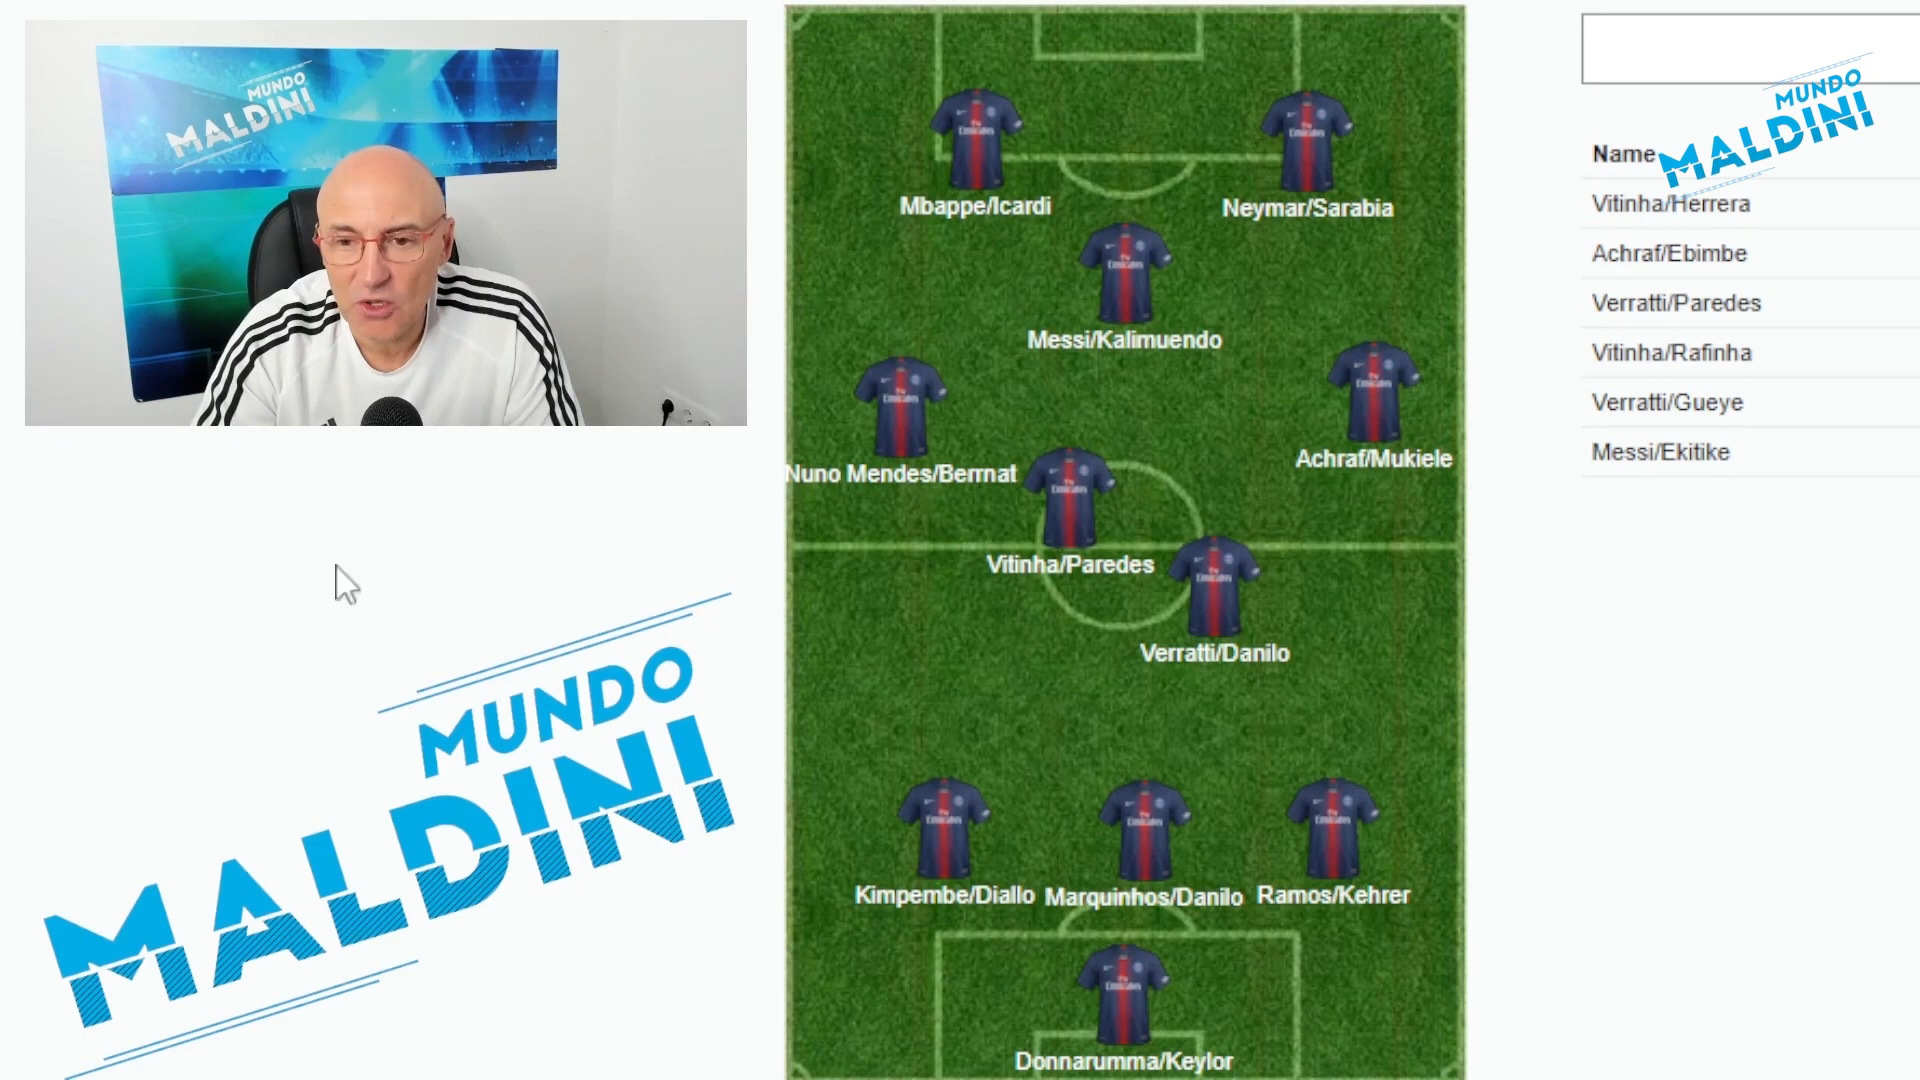 MUNDO
MALDINI
Mbappe/Icardi
Neymar/Sarabia
Messi/Kalimuendo
Nuno Mendes/Bermat
Achraf/Mukiele
Vitinha/Paredes
Verratti/Danilo
Kimpembe/Diallo
Marquinhos/Danilo
Ramos/Kehrer
Donnarumma/Keylor
MUNDO
MALDINI
Name
Vitinha/Herrera
Achraf/Ebimbe
Verratti/Paredes
Vitinha/Rafinha
Verratti/Gueye
Messi/Ekitike
MUNDO
MALDINI